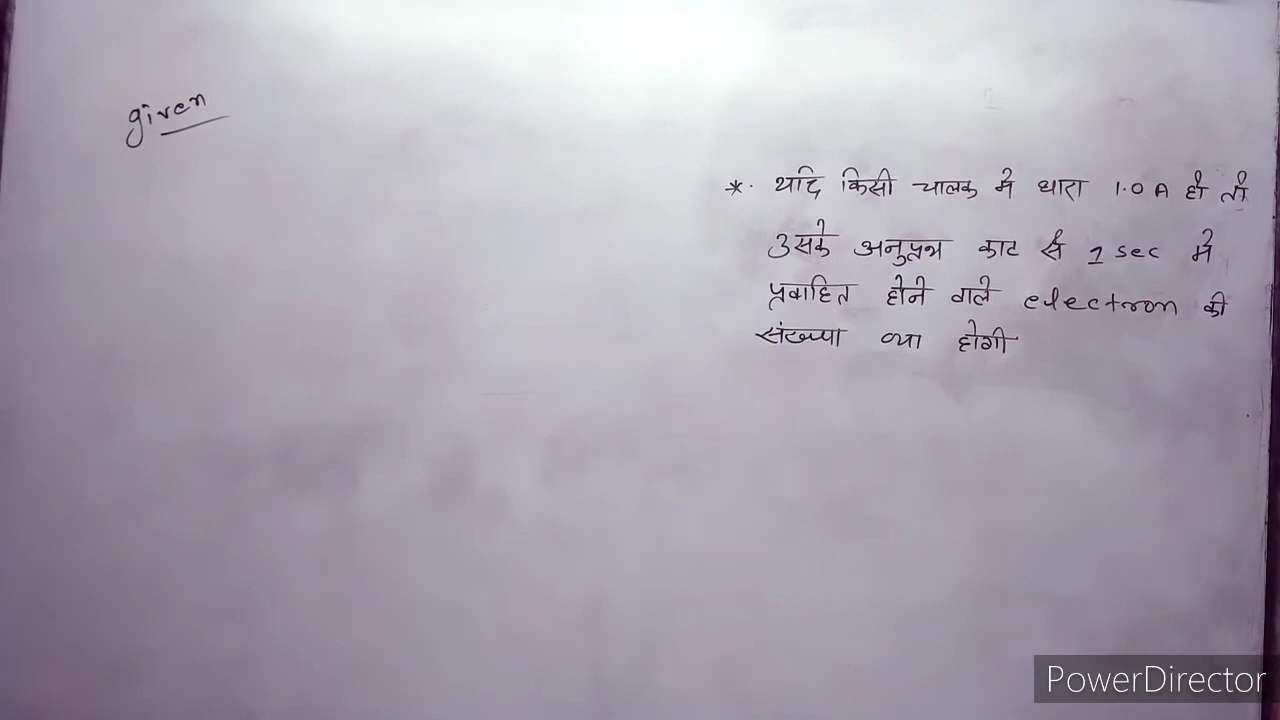 given
*. यदि किसी चालक मे धारा 1.0 A हो तो
उसके अनुप्रस्थ काट से 1 sec मे
प्रवाहित होने वाले electron की
संख्या क्या होगी
PowerDirector